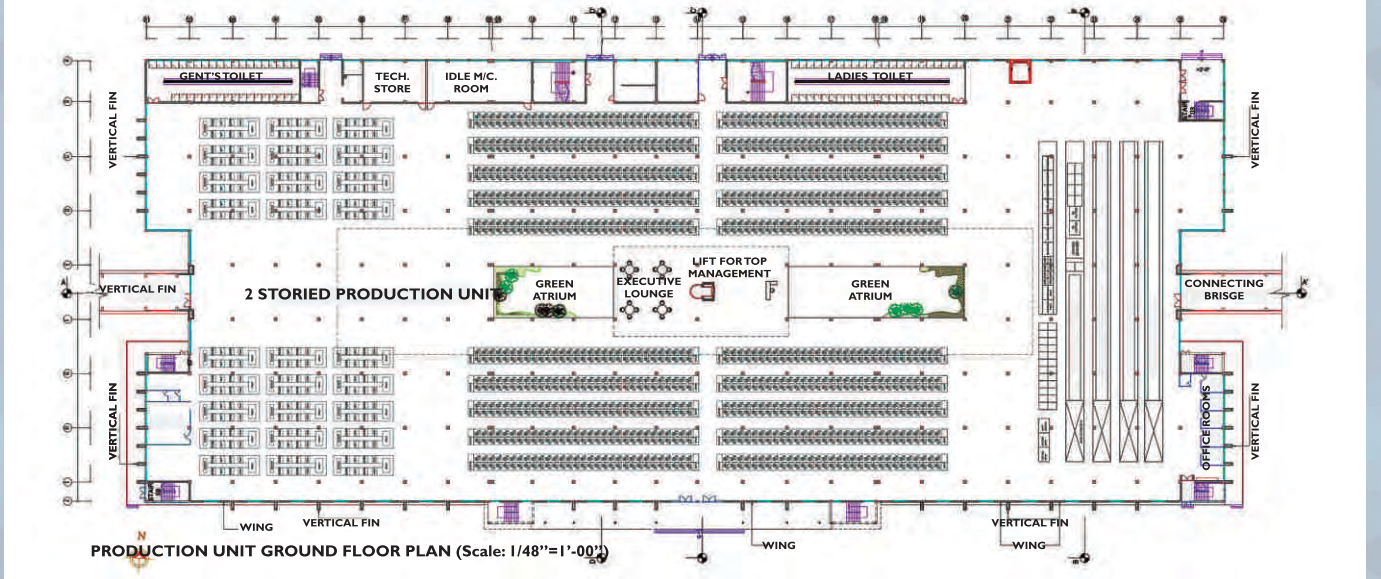 GENT'S TOILET
TECH.
STORE
IDLE M/C.
ROOM
LADIES TOILET
STAIR
VERTICAL FIN
VERTICAL FIN
VERTICAL FIN
2 STORIED PRODUCTION UNIT
GREEN
ATRIUM
EXECUTIVE
LOUNGE
LIFT FOR TOP
MANAGEMENT
GREEN
ATRIUM
CONNECTING
BRISGE
VERTICAL FIN
OFFICE ROOMS
VERTICAL FIN
STAIR
WING
VERTICAL FIN
WING
VERTICAL FIN
WING
N
PRODUCTION UNIT GROUND FLOOR PLAN (Scale: 1/48"=1'-00")